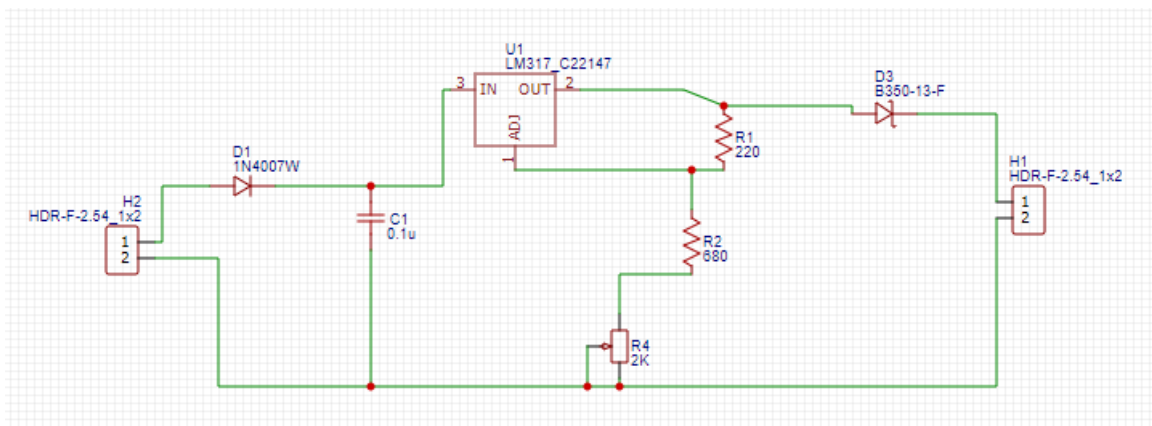 U1
LM317_C22147
3 IN OUT 2
ADJ
1
D3
B350-13-F
R1
220
D1
1N4007W
H1
HDR-F-2.54_1x2
1
2
H2
HDR-F-2.54_1x2
1
2
C1
0.1u
R2
680
R4
2K